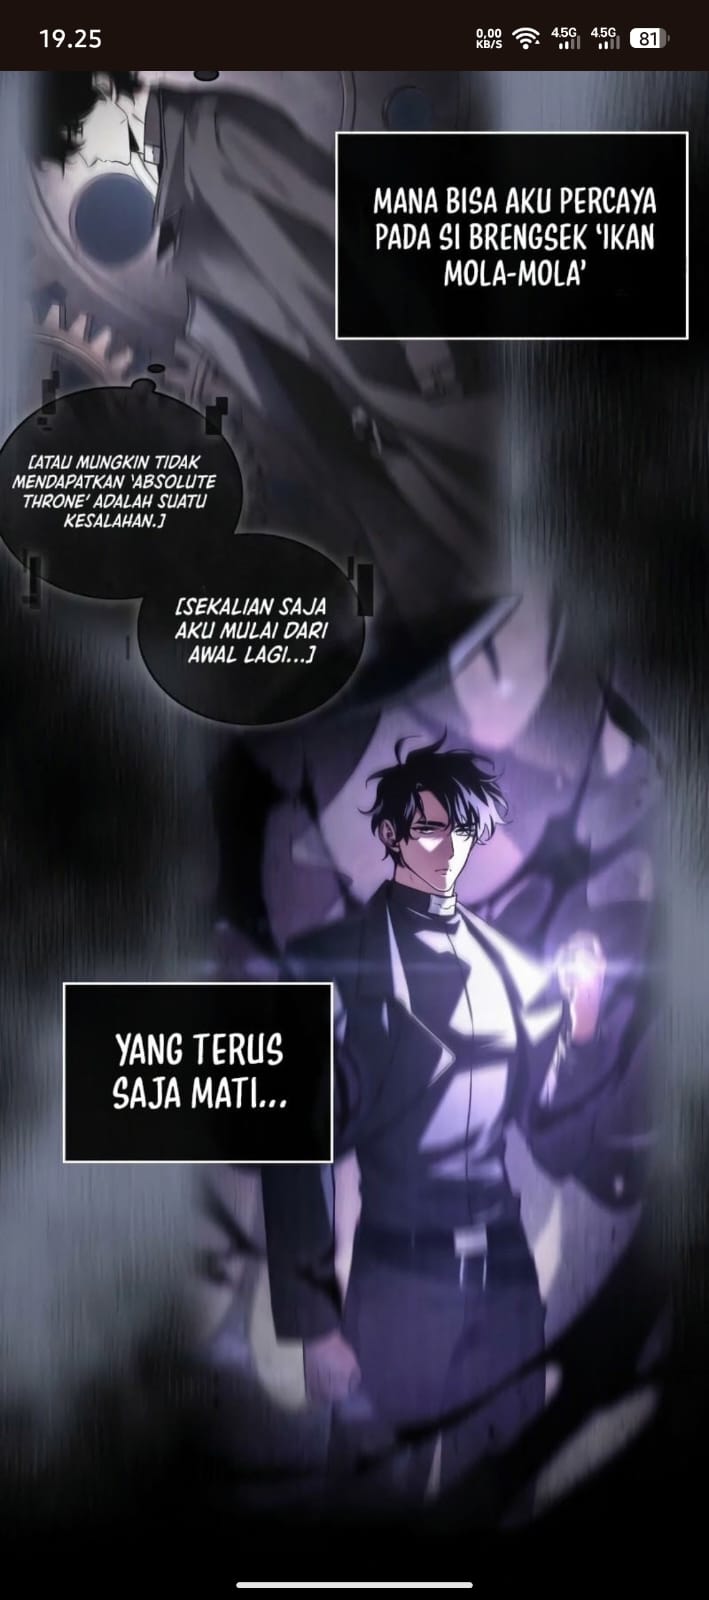 19.25
0,00
KB/S
4.5G
4.5G
81
MANA BISA AKU PERCAYA
PADA SI BRENGSEK 'IKAN
MOLA-MOLA'
[ATAU MUNGKIN TIDAK
MENDAPATKAN 'ABSOLUTE
THRONE' ADALAH SUATU
KESALAHAN.]
[SEKALIAN SAJA
AKU MULAI DARI
AWAL LAGI...]
YANG TERUS
SAJA MATI...